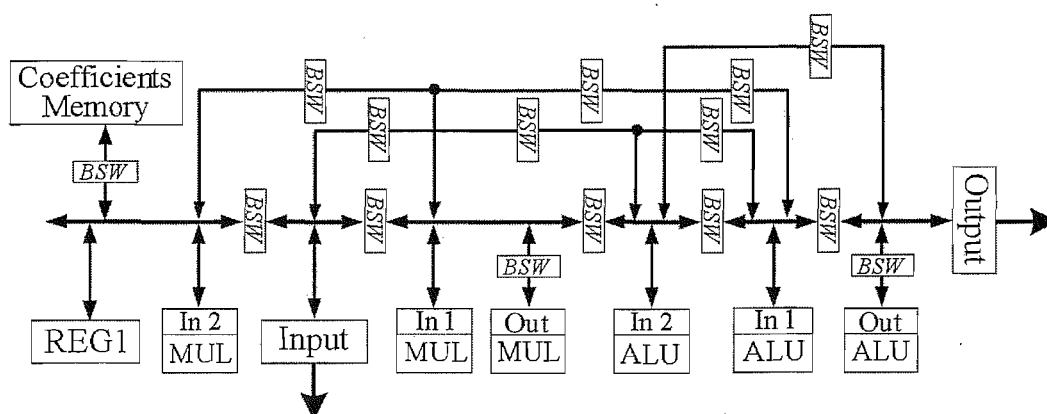 BSW
BSW
BSW
BSW
Coefficients
Memory
BSW
BSW
BSW
BSW
BSW
BSW
BSW
BSW
BSW
Output
BSW
BSW
BSW
REG1
In 2
MUL
Input
In 1
MUL
Out
MUL
In 2
ALU
In 1
ALU
Out
ALU